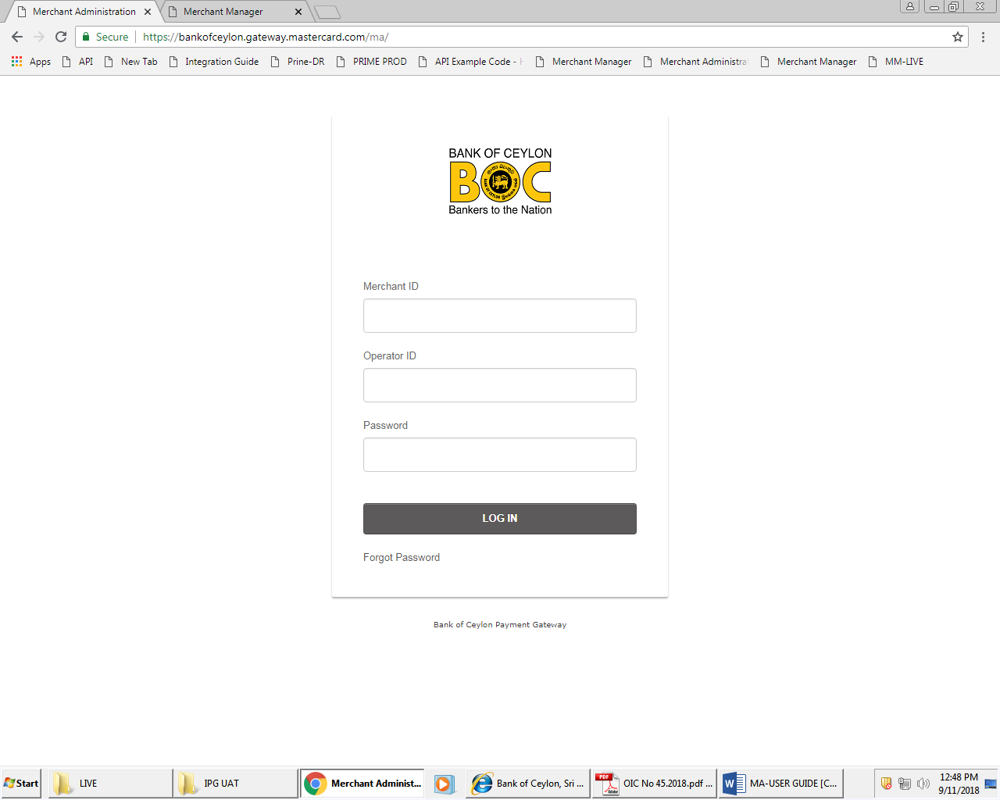 Merchant Administration
Merchant Manager
Secure
https://bankofceylon.gateway.mastercard.com/ma/
Apps
API
New Tab
Integration Guide
Prine-DR
PRIME PROD
API Example Code -
Merchant Manager
Merchant Administra
Merchant Manager
MM-LIVE
BANK OF CEYLON
BOC
Bankers to the Nation
Merchant ID
Operator ID
Password
LOG IN
Forgot Password
Bank of Ceylon Payment Gateway
Start
LIVE
IPG UAT
Merchant Administ...
Bank of Ceylon, Sri ...
OIC No 45.2018.pdf ...
MA-USER GUIDE [C...
12:48 PM
9/11/2018